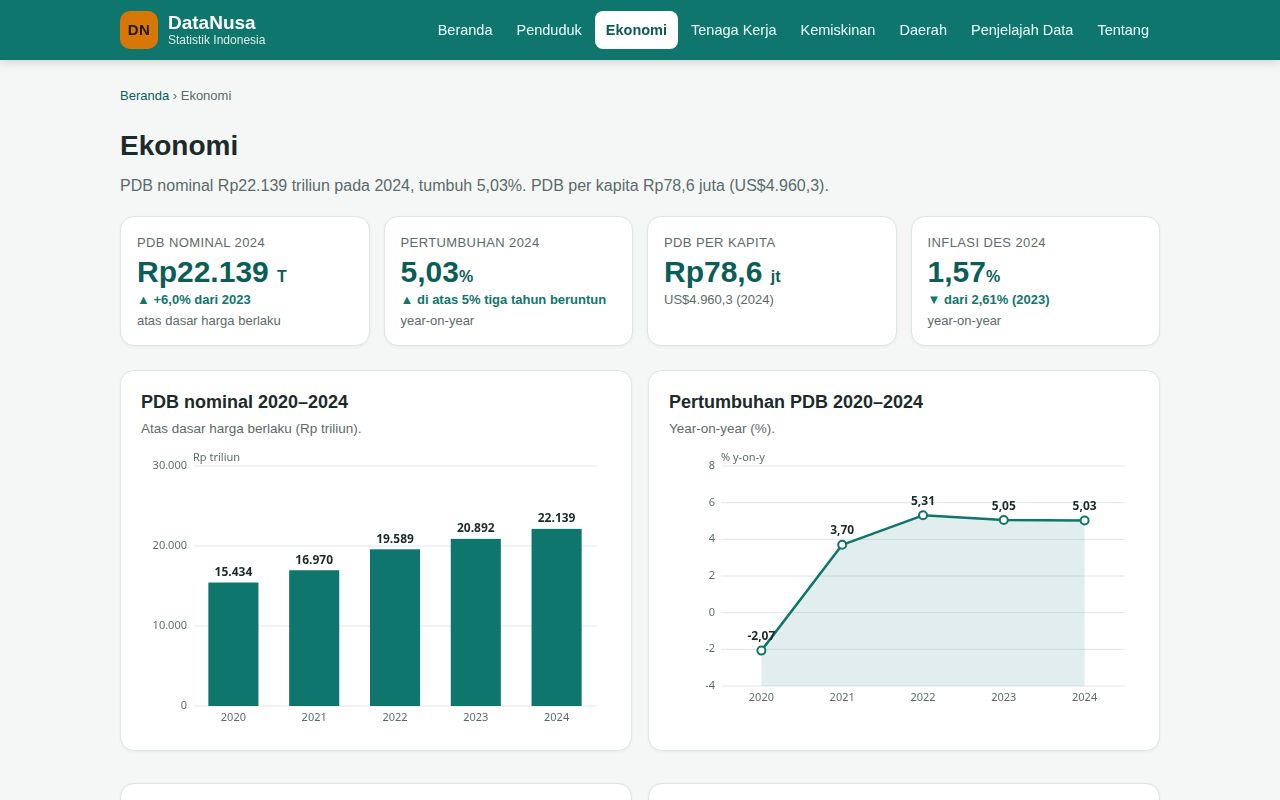 DN
DataNusa
Statistik Indonesia
Beranda Penduduk Ekonomi Tenaga Kerja Kemiskinan Daerah Penjelajah Data Tentang
Beranda › Ekonomi
Ekonomi
PDB nominal Rp22.139 triliun pada 2024, tumbuh 5,03%. PDB per kapita Rp78,6 juta (US$4.960,3).
PDB NOMINAL 2024
Rp22.139 T
▲ +6,0% dari 2023
atas dasar harga berlaku
PERTUMBUHAN 2024
5,03%
▲ di atas 5% tiga tahun beruntun
year-on-year
PDB PER KAPITA
Rp78,6 jt
US$4.960,3 (2024)
INFLASI DES 2024
1,57%
▼ dari 2,61% (2023)
year-on-year
PDB nominal 2020–2024
Atas dasar harga berlaku (Rp triliun).
Rp triliun
30.000
20.000
10.000
0
15.434
16.970
19.589
20.892
22.139
2020 2021 2022 2023 2024
Pertumbuhan PDB 2020–2024
Year-on-year (%).
% y-on-y
8
6
4
2
0
-2
-4
-2,07
3,70
5,31
5,05
5,03
2020 2021 2022 2023 2024